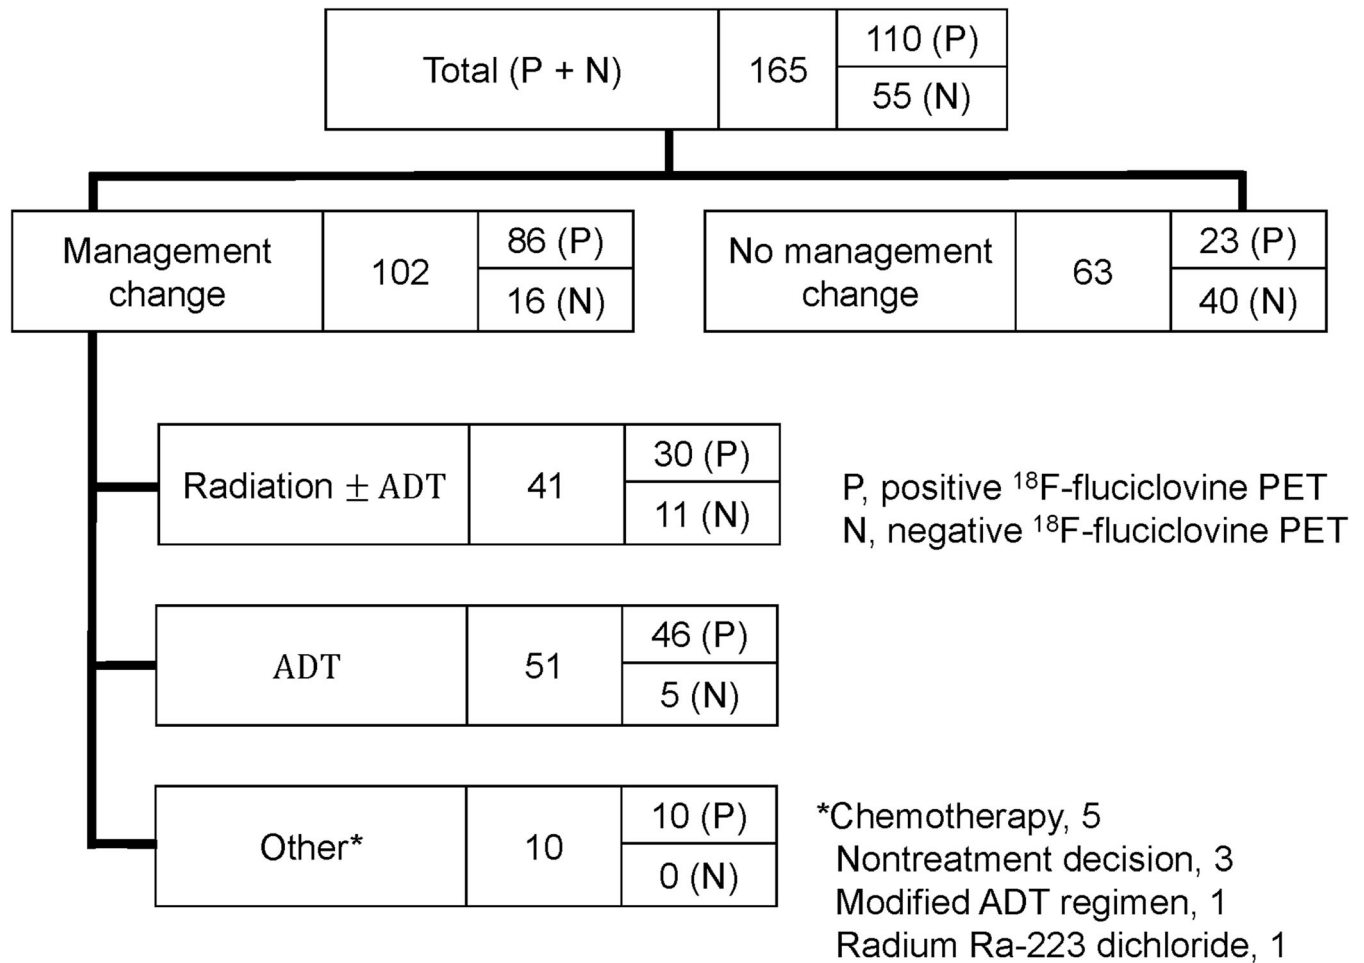 Total (P + N)
165
110 (P)
55 (N)
Management
change
102
86 (P)
16 (N)
No management
change
63
23 (P)
40 (N)
Radiation ± ADT
41
30 (P)
11 (N)
P, positive ¹⁸F-fluciclovine PET
N, negative ¹⁸F-fluciclovine PET
ADT
51
46 (P)
5 (N)
Other*
10
10 (P)
0 (N)
*Chemotherapy, 5
Nontreatment decision, 3
Modified ADT regimen, 1
Radium Ra-223 dichloride, 1